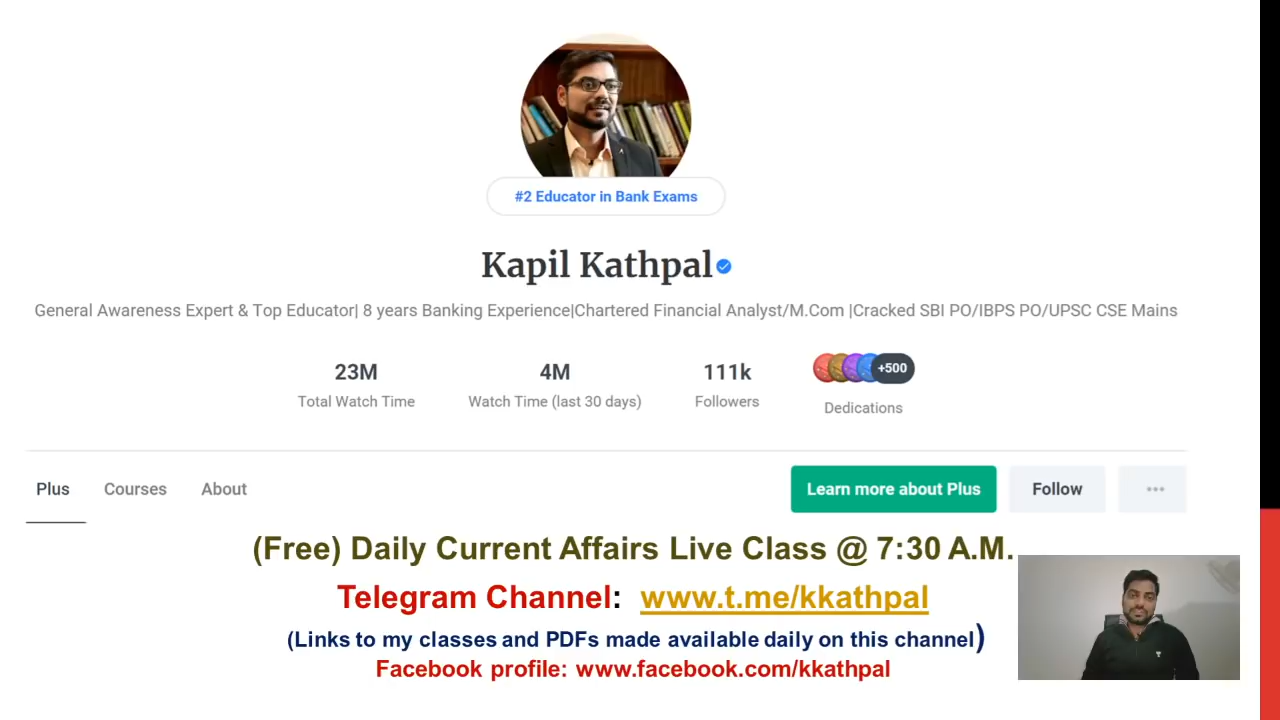 #2 Educator in Bank Exams
Kapil Kathpal
General Awareness Expert & Top Educator| 8 years Banking Experience|Chartered Financial Analyst/M.Com |Cracked SBI PO/IBPS PO/UPSC CSE Mains
23M 4M 111k +500
Total Watch Time Watch Time (last 30 days) Followers Dedications
Plus Courses About Learn more about Plus Follow ...
(Free) Daily Current Affairs Live Class @ 7:30 A.M.
Telegram Channel: www.t.me/kkathpal
(Links to my classes and PDFs made available daily on this channel)
Facebook profile: www.facebook.com/kkathpal